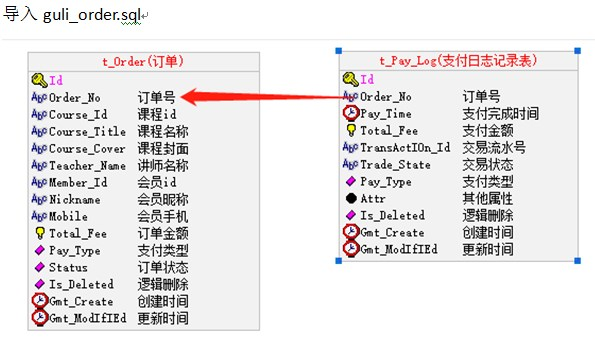 导入 guli_order.sql
t_Order(订单)
Id
Order_No 订单号
Course_Id 课程id
Course_Title 课程名称
Course_Cover 课程封面
Teacher_Name 讲师名称
Member_Id 会员id
Nickname 会员昵称
Mobile 会员手机
Total_Fee 订单金额
Pay_Type 支付类型
Status 订单状态
Is_Deleted 逻辑删除
Gmt_Create 创建时间
Gmt_ModIfIEd 更新时间
t_Pay_Log(支付日志记录表)
Id
Order_No 订单号
Pay_Time 支付完成时间
Total_Fee 支付金额
TransActIOn_Id 交易流水号
Trade_State 交易状态
Pay_Type 支付类型
Attr 其他属性
Is_Deleted 逻辑删除
Gmt_Create 创建时间
Gmt_ModIfIEd 更新时间